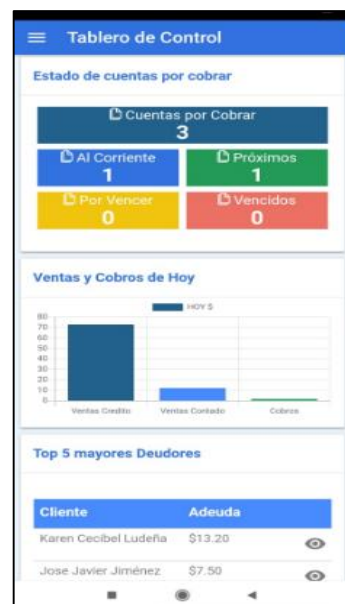 Tablero de Control
Estado de cuentas por cobrar
Cuentas por Cobrar
3
Al Corriente
1
Próximos
1
Por Vencer
0
Vencidos
0
Ventas y Cobros de Hoy
HOY $
80
70
60
50
40
30
20
10
0
Ventas Credito Ventas Contado Cobros
Top 5 mayores Deudores
Cliente Adeuda
Karen Cecibel Ludeña $13.20
Jose Javier Jiménez $7.50